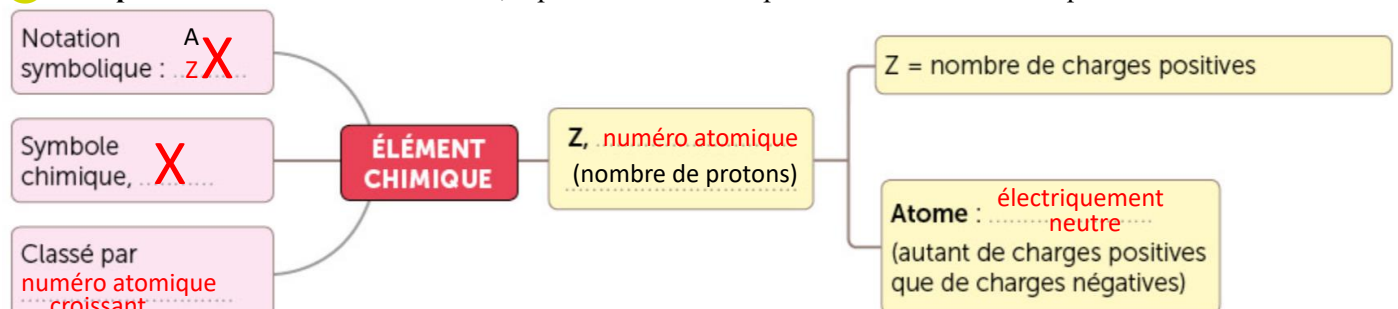 Notation A
symbolique : ..Z X
Symbole
chimique, X
Classé par
numéro atomique
croissant
ÉLÉMENT
CHIMIQUE
Z, numéro atomique
(nombre de protons)
Z = nombre de charges positives
Atome : électriquement
neutre
(autant de charges positives
que de charges négatives)